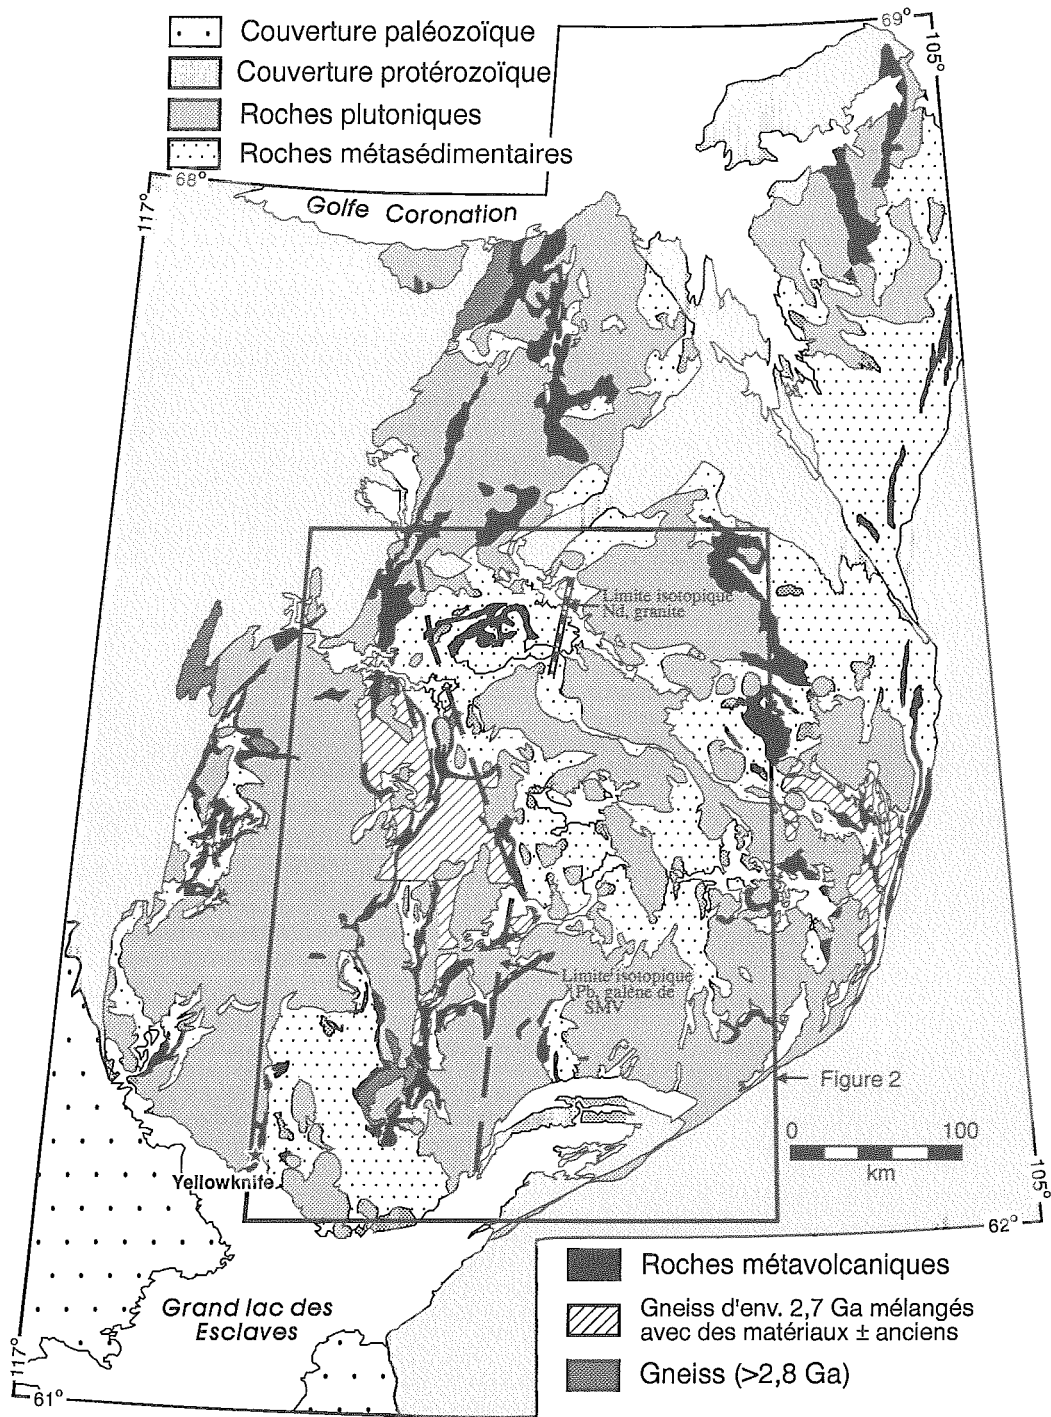 Couverture paléozoïque
Couverture protérozoïque
Roches plutoniques
Roches métasédimentaires
69°
105°
68°
117°
Golfe Coronation
Limite isotopique
Nd, granite
Limite isotopique
Pb, galène de
SMV
Figure 2
0 100
km
Yellowknife
105°
62°
Grand lac des
Esclaves
117°
61°
Roches métavolcaniques
Gneiss d'env. 2,7 Ga mélangés
avec des matériaux ± anciens
Gneiss (>2,8 Ga)